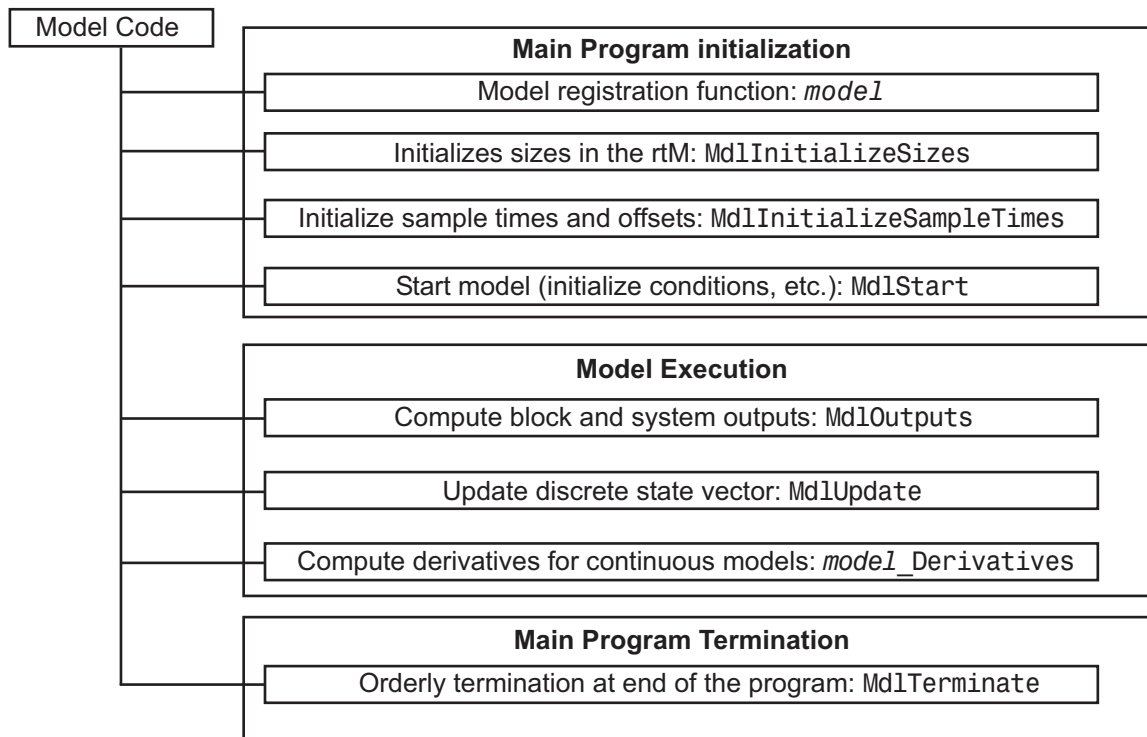 Model Code
Main Program initialization
Model registration function: model
Initializes sizes in the rtM: MdlInitializeSizes
Initialize sample times and offsets: MdlInitializeSampleTimes
Start model (initialize conditions, etc.): MdlStart
Model Execution
Compute block and system outputs: MdlOutputs
Update discrete state vector: MdlUpdate
Compute derivatives for continuous models: model_Derivatives
Main Program Termination
Orderly termination at end of the program: MdlTerminate